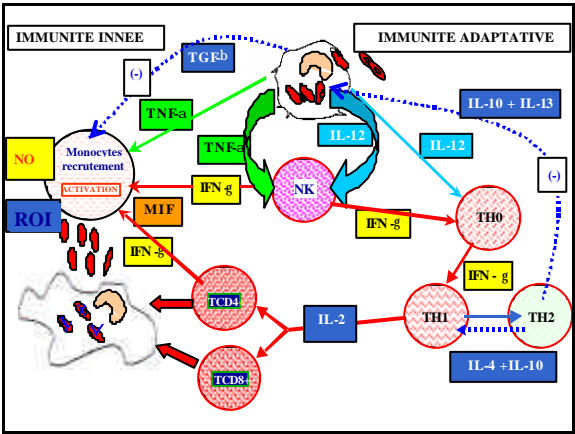 IMMUNITE INNEE
IMMUNITE ADAPTATIVE
TGFb
(-)
TNF-a
IL-10 + IL-13
NO
Monocytes
recrutement
ACTIVATION
TNF-a
IL-12
IL-12
(-)
IFN-g
NK
ROI
MIF
IFN-g
TH0
IFN-g
IFN - g
TCD4
IL-2
TH1
TH2
IL-4 +IL-10
TCD8+